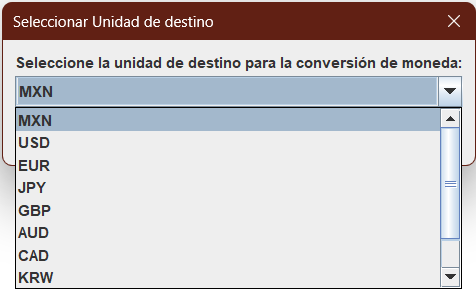 Seleccionar Unidad de destino
Seleccione la unidad de destino para la conversión de moneda:
MXN
MXN
USD
EUR
JPY
GBP
AUD
CAD
KRW